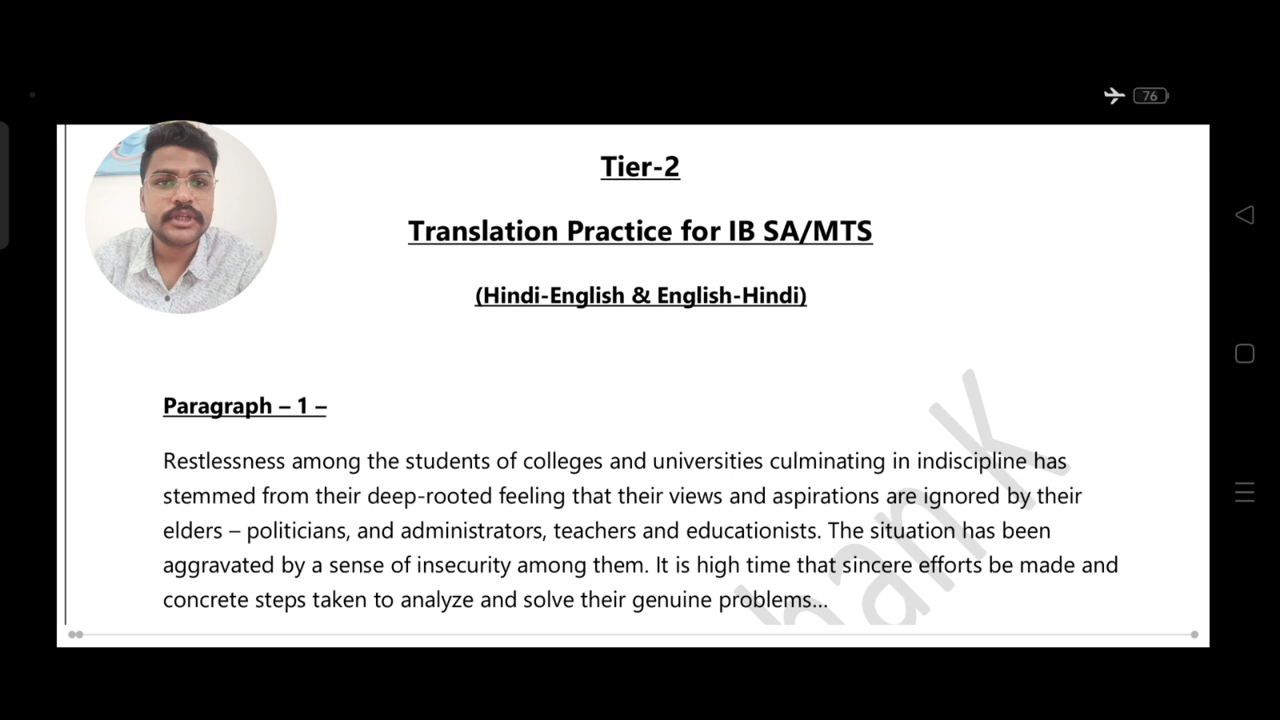 76
Tier-2
Translation Practice for IB SA/MTS
(Hindi-English & English-Hindi)
Paragraph – 1 –
Restlessness among the students of colleges and universities culminating in indiscipline has
stemmed from their deep-rooted feeling that their views and aspirations are ignored by their
elders – politicians, and administrators, teachers and educationists. The situation has been
aggravated by a sense of insecurity among them. It is high time that sincere efforts be made and
concrete steps taken to analyze and solve their genuine problems...